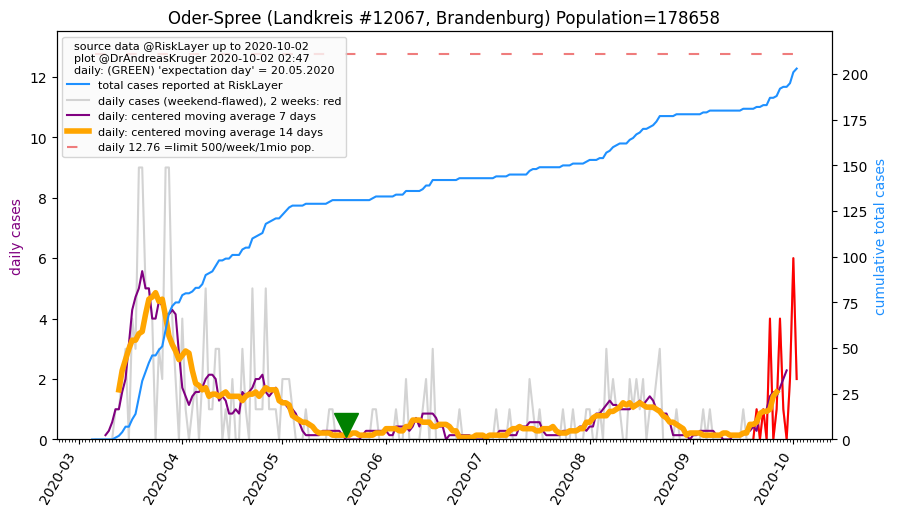 Oder-Spree (Landkreis #12067, Brandenburg) Population=178658
source data @RiskLayer up to 2020-10-02
plot @DrAndreasKruger 2020-10-02 02:47
daily: (GREEN) 'expectation day' = 20.05.2020
total cases reported at RiskLayer
daily cases (weekend-flawed), 2 weeks: red
daily: centered moving average 7 days
daily: centered moving average 14 days
daily 12.76 =limit 500/week/1mio pop.
daily cases
12
10
8
6
4
2
0
cumulative total cases
200
175
150
125
100
75
50
25
0
2020-03
2020-04
2020-05
2020-06
2020-07
2020-08
2020-09
2020-10